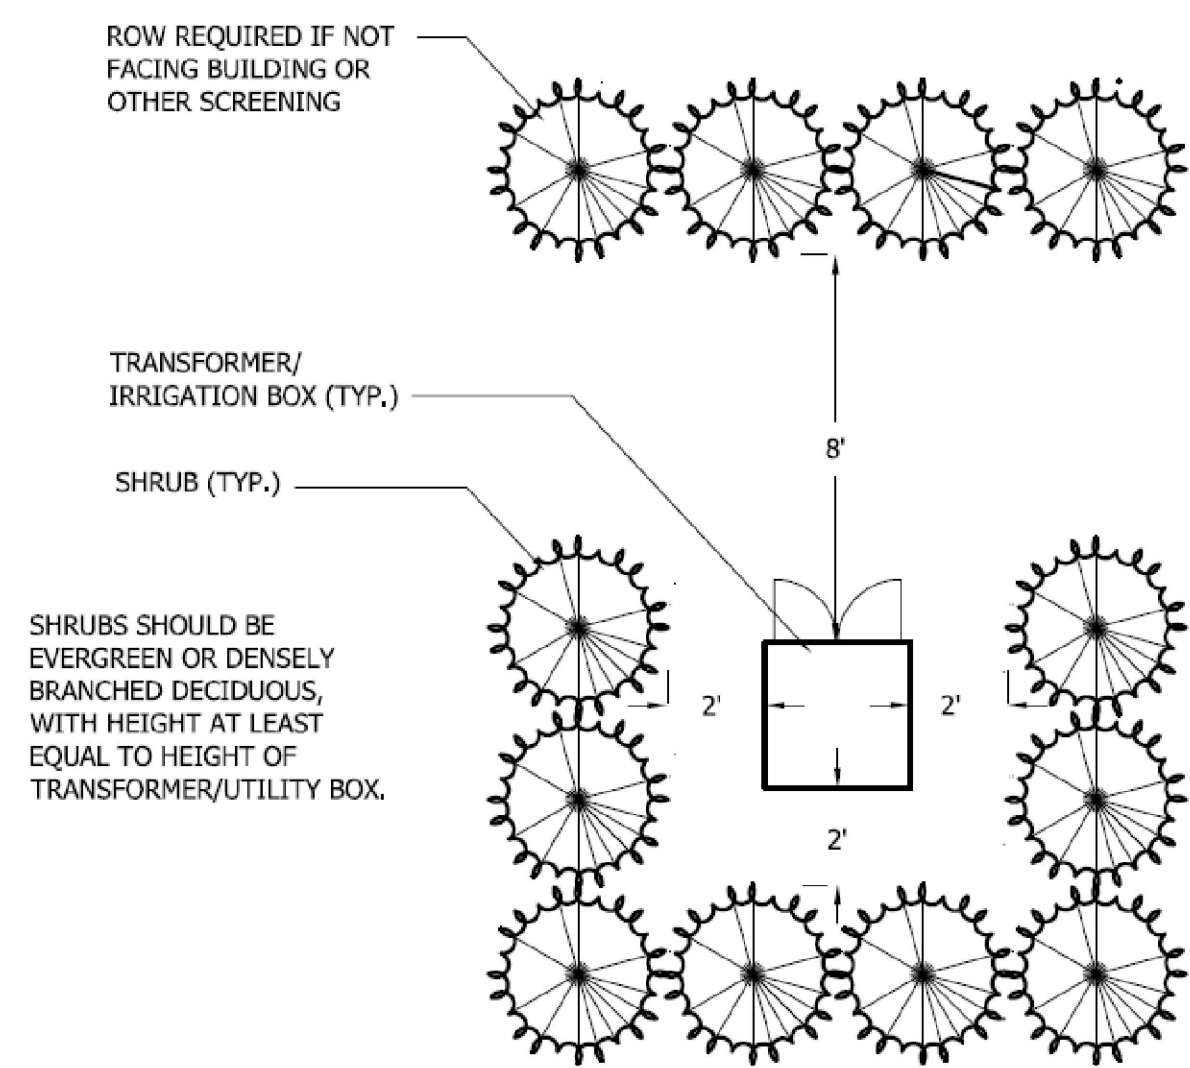 ROW REQUIRED IF NOT
FACING BUILDING OR
OTHER SCREENING
TRANSFORMER/
IRRIGATION BOX (TYP.)
8'
SHRUB (TYP.)
SHRUBS SHOULD BE
EVERGREEN OR DENSELY
BRANCHED DECIDUOUS,
WITH HEIGHT AT LEAST
EQUAL TO HEIGHT OF
TRANSFORMER/UTILITY BOX.
2'
2'
2'